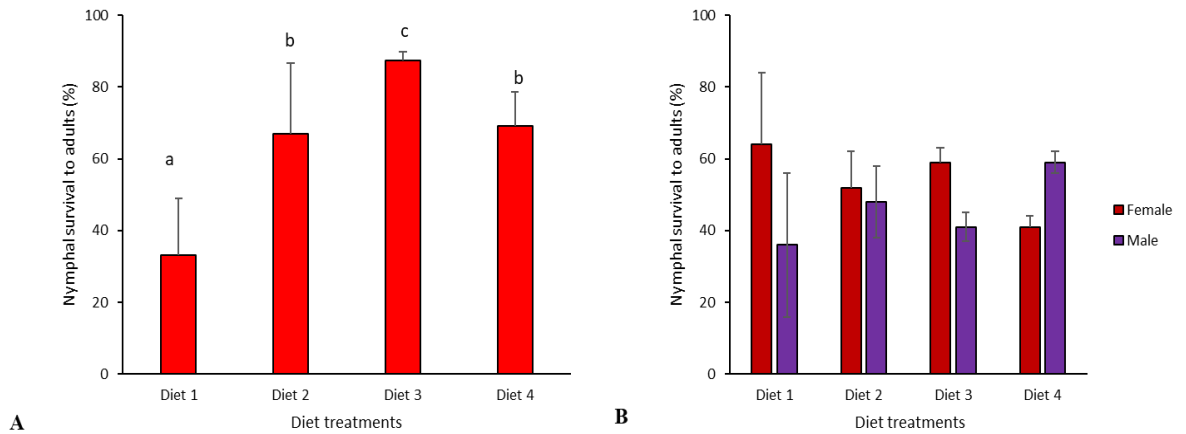 100
80
60
40
20
0
Nymphal survival to adults (%)
a
b
c
b
Diet 1 Diet 2 Diet 3 Diet 4
Diet treatments
A
100
80
60
40
20
0
Nymphal survival to adults (%)
Diet 1 Diet 2 Diet 3 Diet 4
Diet treatments
Female
Male
B